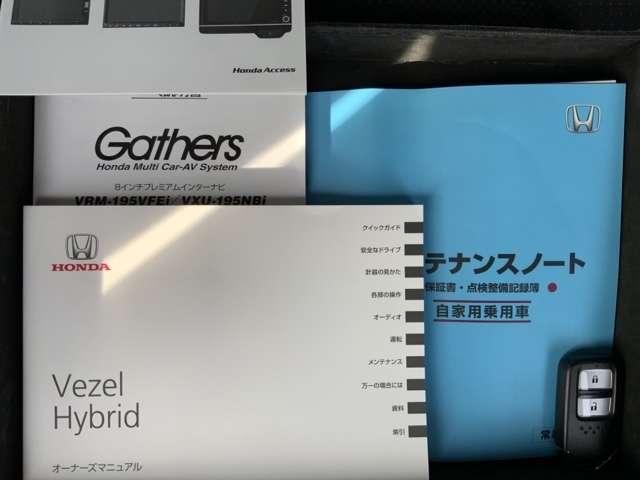 Honda Access
Gathers
Honda Multi Car-AV System
8インチプレミアムインターナビ
VRM-195VFEi/VXU-195NBi
HONDA
Vezel
Hybrid
オーナーズマニュアル
クイックガイド
安全なドライブ
計器の見かた
各部の操作
オーディオ
運転
メンテナンス
万一の場合には
資料
索引
テナンスノート
保証書・点検整備記録簿
自家用乗用車